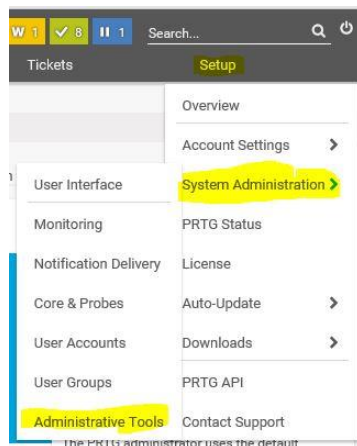 W 1 ✓ 8 II 1 Search...
Tickets Setup
Overview
Account Settings >
System Administration >
PRTG Status
License
Auto-Update >
Downloads >
PRTG API
Contact Support
User Interface
Monitoring
Notification Delivery
Core & Probes
User Accounts
User Groups
Administrative Tools
The PRTG administrator uses the default